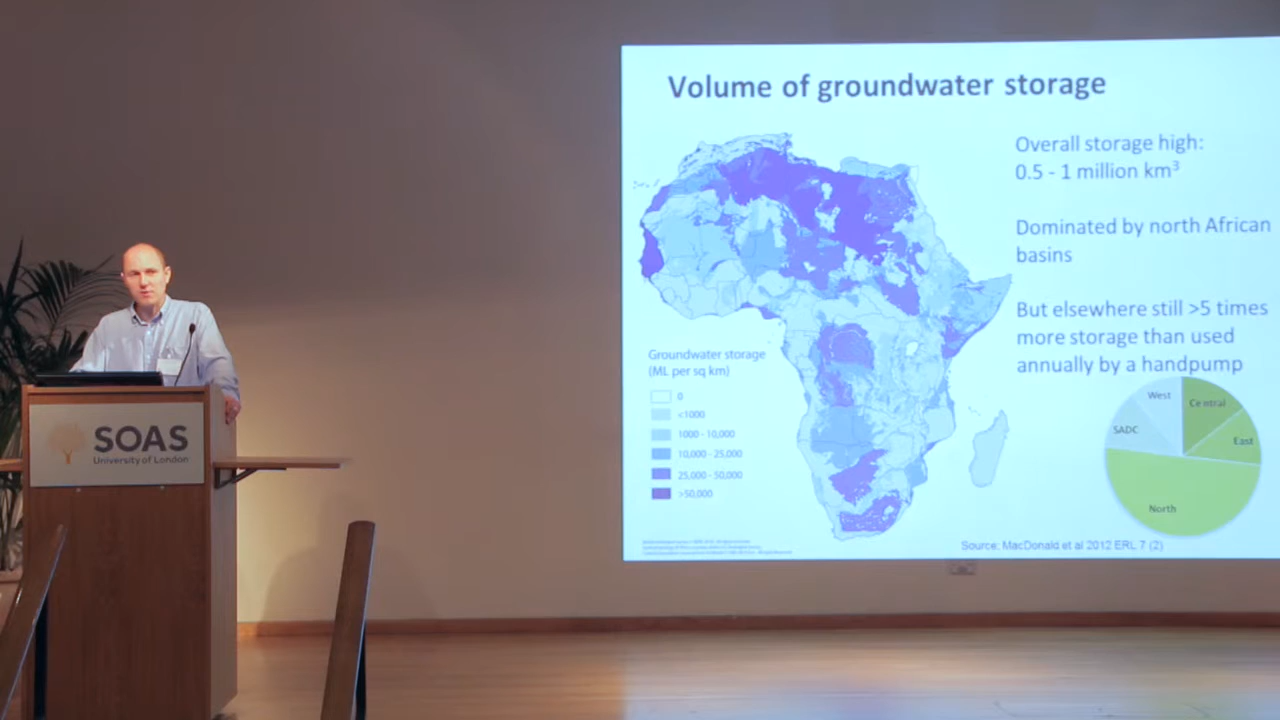 Volume of groundwater storage
Overall storage high:
0.5 - 1 million km³
Dominated by north African
basins
But elsewhere still >5 times
more storage than used
annually by a handpump
Groundwater storage
(ML per sq km)
0
<1000
1000 - 10,000
10,000 - 25,000
25,000 - 50,000
>50,000
West
Central
SADC
East
North
Source: MacDonald et al 2012 ERL 7 (2)
SOAS
University of London